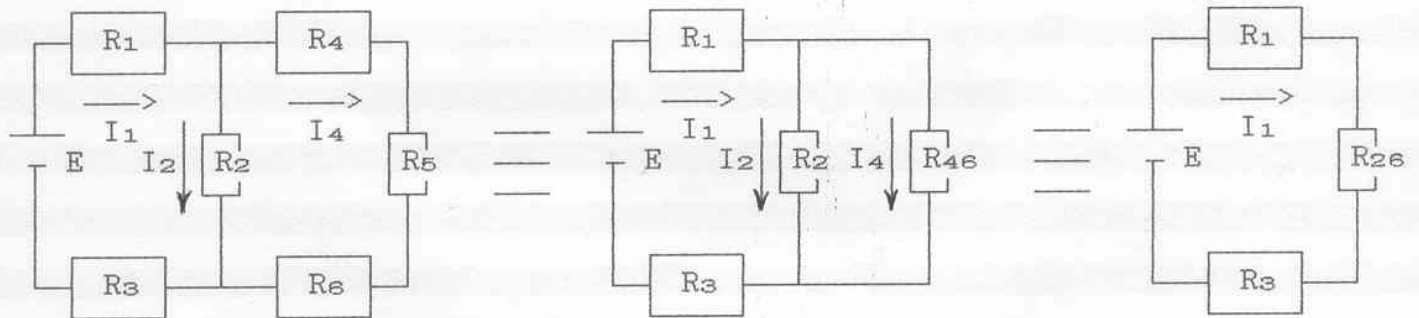 R1 R4 R1 R1
I1 I4 I1 I1
E I2 R2 R5 E I2 R2 I4 R46 E R26
R3 R6 R3 R3